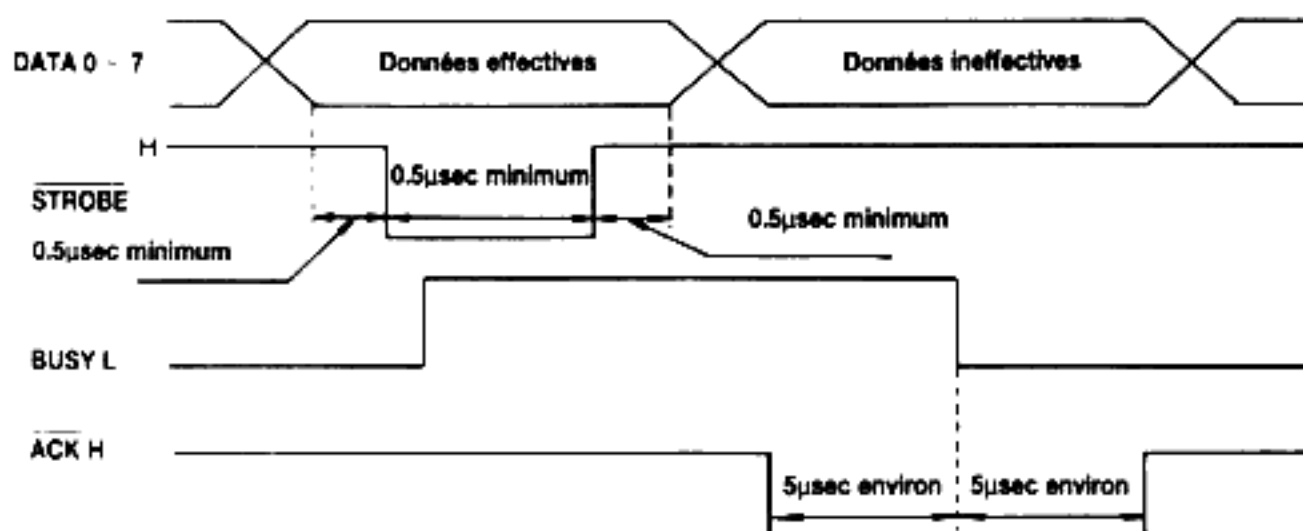 DATA 0 - 7
Données effectives
Données ineffectives
H
0.5µsec minimum
STROBE
0.5µsec minimum
0.5µsec minimum
BUSY L
ACK H
5µsec environ
5µsec environ